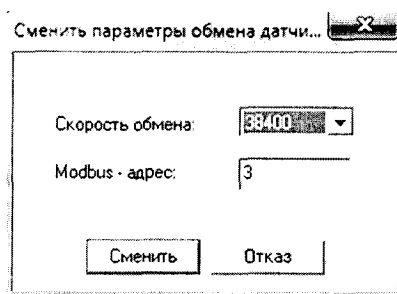 Сменить параметры обмена датчи...
Скорость обмена: 38400
Modbus - адрес: 3
Сменить Отказ